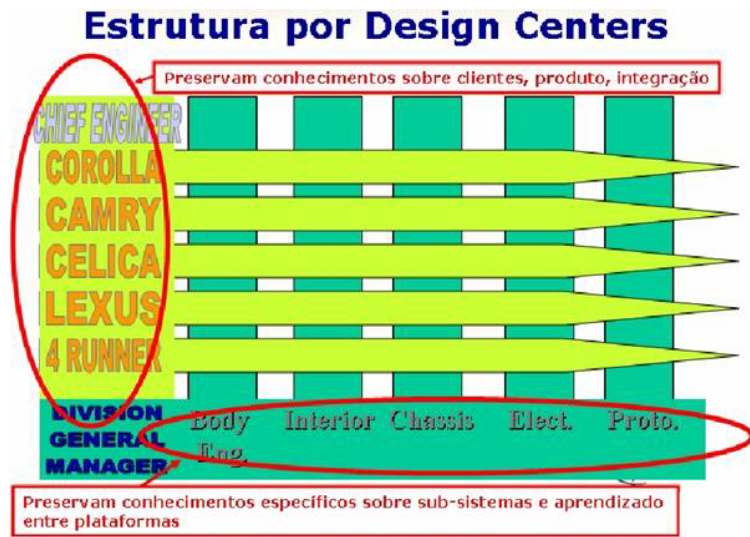 Estrutura por Design Centers
Preservam conhecimentos sobre clientes, produto, integração
CHIEF ENGINEER
COROLLA
CAMRY
CELICA
LEXUS
4 RUNNER
DIVISION
GENERAL
MANAGER
Body
Eng.
Interior
Chassis
Elect.
Proto.
Preservam conhecimentos específicos sobre sub-sistemas e aprendizado
entre plataformas